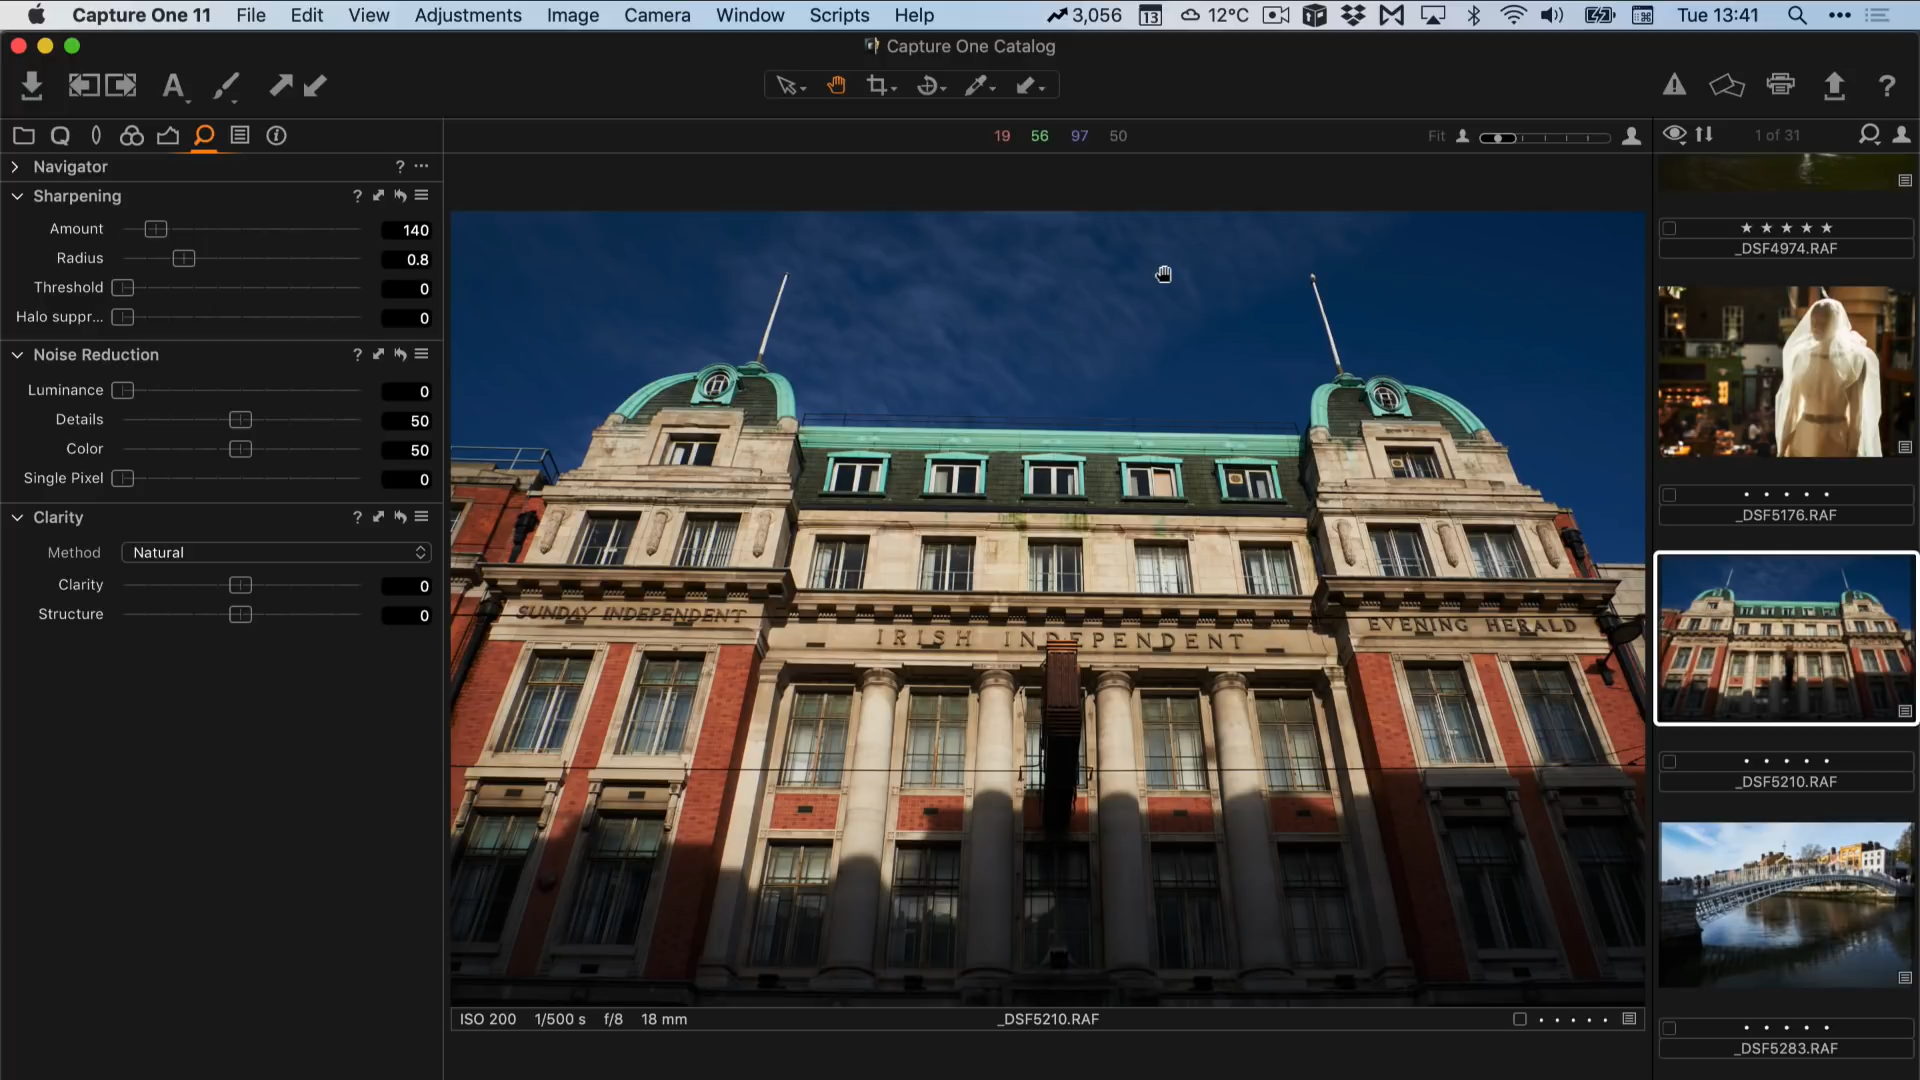 Capture One 11 File Edit View Adjustments Image Camera Window Scripts Help 3,056 13 12°C Tue 13:41
Capture One Catalog
A ?
19 56 97 50 Fit 1 of 31
Navigator ?
Sharpening ?
Amount 140
Radius 0.8
Threshold 0
Halo suppr... 0
Noise Reduction ?
Luminance 0
Details 50
Color 50
Single Pixel 0
Clarity ?
Method Natural
Clarity 0
Structure 0
SUNDAY INDEPENDENT
IRISH INDEPENDENT
EVENING HERALD
ISO 200 1/500 s f/8 18 mm _DSF5210.RAF
_DSF4974.RAF
_DSF5176.RAF
_DSF5210.RAF
_DSF5283.RAF